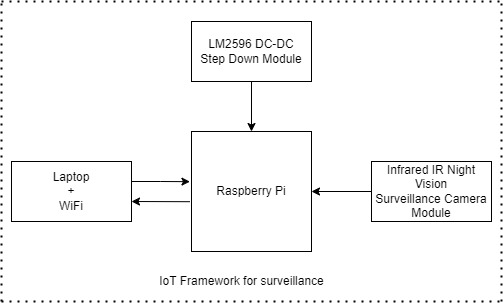 LM2596 DC-DC
Step Down Module
Laptop
+
WiFi
Raspberry Pi
Infrared IR Night
Vision
Surveillance Camera
Module
IoT Framework for surveillance